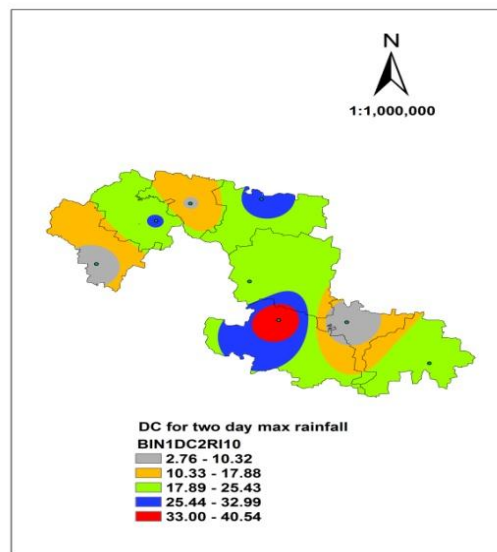 N
1:1,000,000
DC for two day max rainfall
BIN1DC2RI10
2.76 - 10.32
10.33 - 17.88
17.89 - 25.43
25.44 - 32.99
33.00 - 40.54